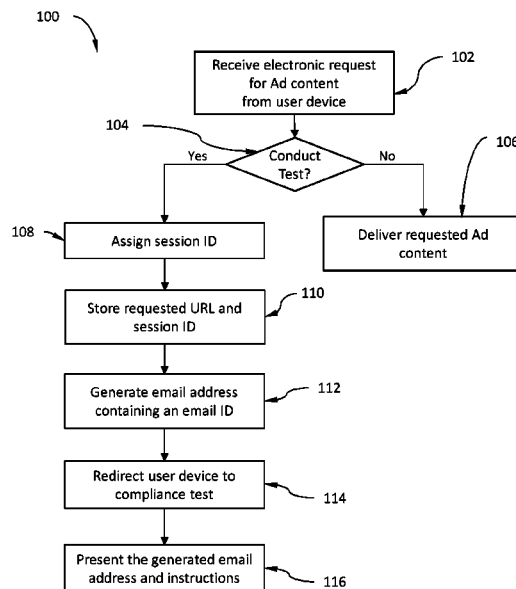 100
Receive electronic request
for Ad content
from user device
102
104
Conduct
Test?
Yes
No
106
108
Assign session ID
Deliver requested Ad
content
Store requested URL and
session ID
110
Generate email address
containing an email ID
112
Redirect user device to
compliance test
114
Present the generated email
address and instructions
116